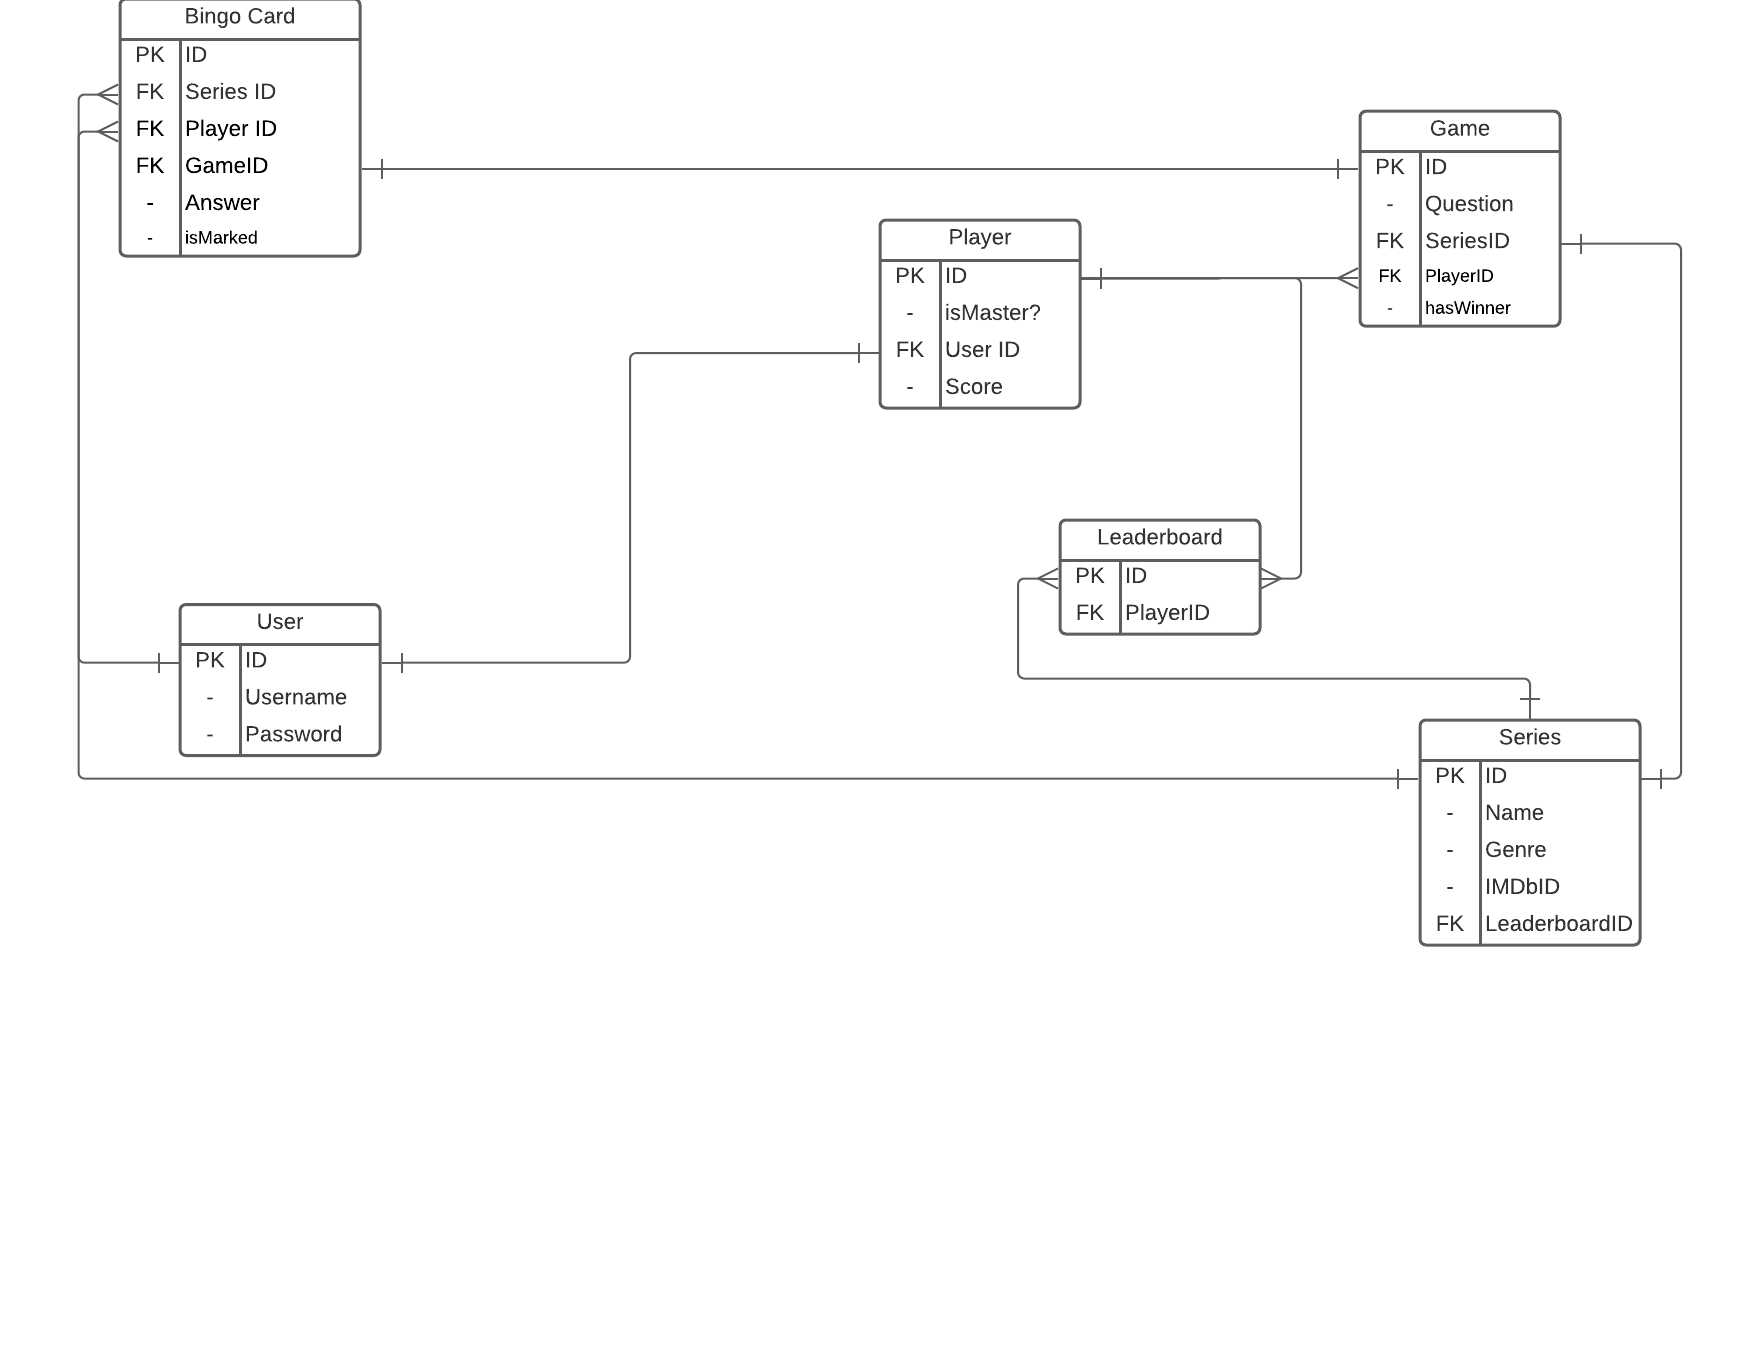 Bingo Card
PK ID
FK Series ID
FK Player ID
FK GameID
- Answer
- isMarked
Game
PK ID
- Question
FK SeriesID
FK PlayerID
- hasWinner
Player
PK ID
- isMaster?
FK User ID
- Score
Leaderboard
PK ID
FK PlayerID
User
PK ID
- Username
- Password
Series
PK ID
- Name
- Genre
- IMDbID
FK LeaderboardID